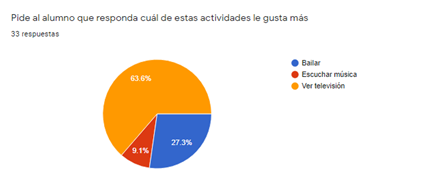 Pide al alumno que responda cuál de estas actividades le gusta más
33 respuestas
Bailar
Escuchar música
Ver televisión
63.6%
9.1%
27.3%